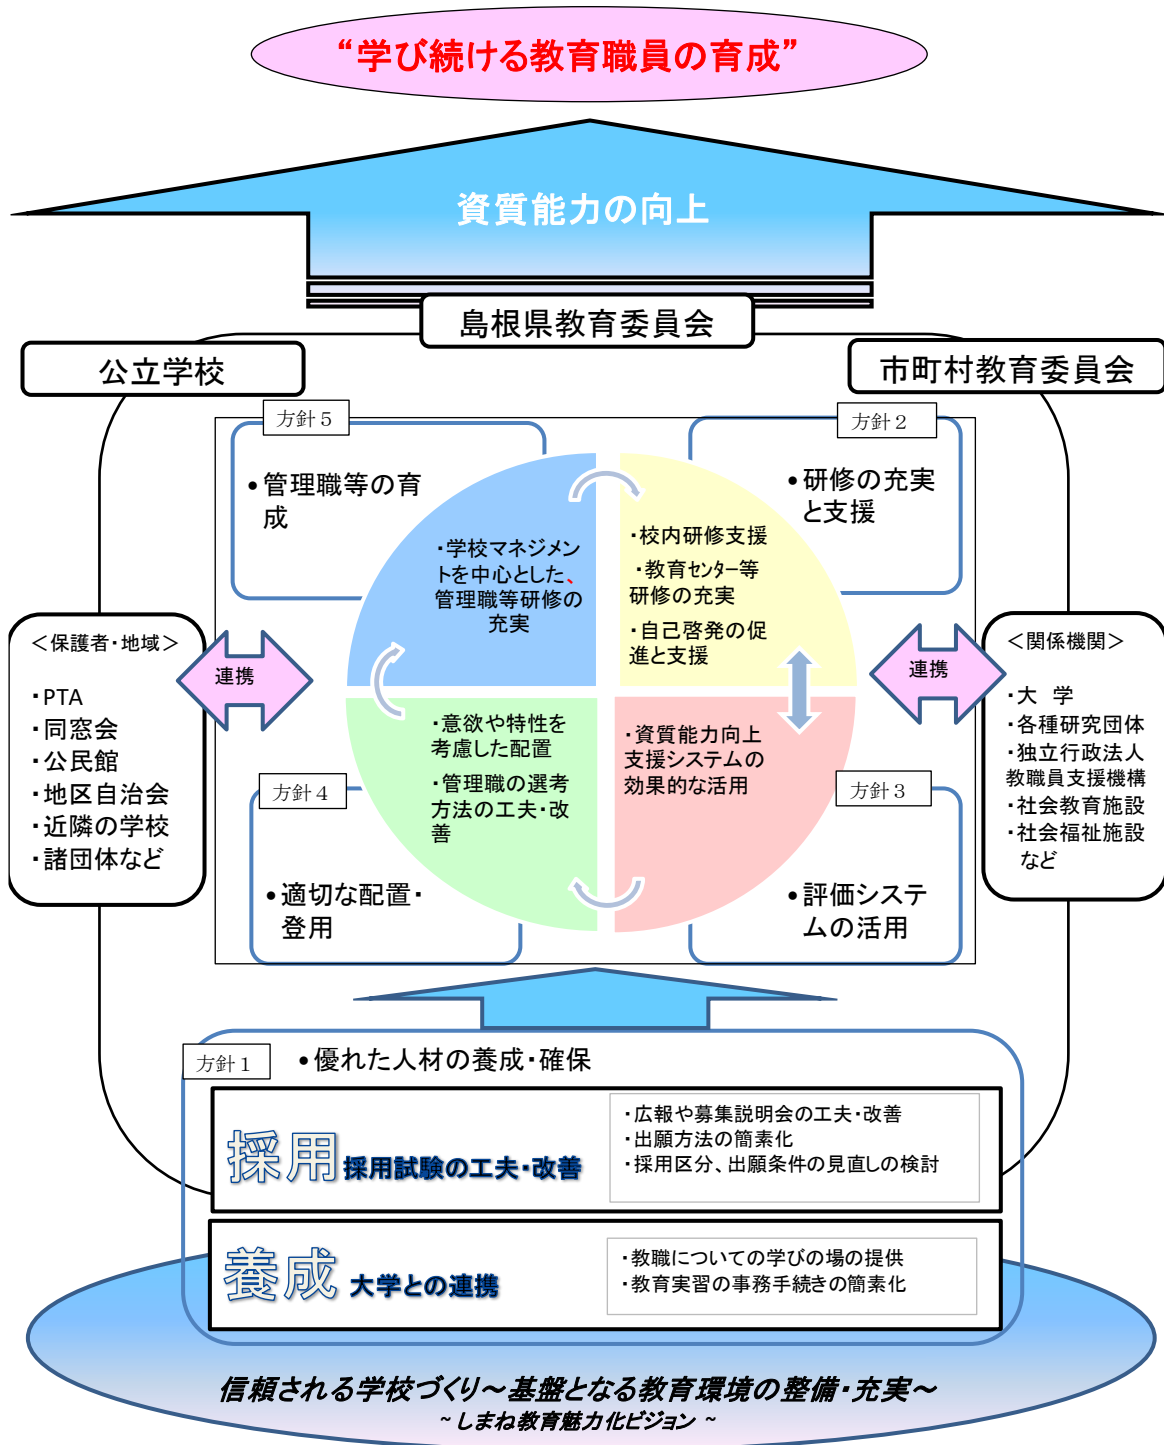 “学び続ける教育職員の育成”
資質能力の向上
島根県教育委員会
公立学校
市町村教育委員会
方針５
•管理職等の育
成
・学校マネジメン
トを中心とした、
管理職等研修の
充実
方針２
•研修の充実
と支援
・校内研修支援
・教育センター等
研修の充実
・自己啓発の促
進と支援
＜保護者・地域＞
・PTA
・同窓会
・公民館
・地区自治会
・近隣の学校
・諸団体など
連携
連携
＜関係機関＞
・大　学
・各種研究団体
・独立行政法人
教職員支援機構
・社会教育施設
・社会福祉施設
など
・意欲や特性を
考慮した配置
・管理職の選考
方法の工夫・改
善
方針４
•適切な配置・
登用
・資質能力向上
支援システムの
効果的な活用
方針３
•評価システ
ムの活用
方針１
•優れた人材の養成・確保
採用 採用試験の工夫・改善
・広報や募集説明会の工夫・改善
・出願方法の簡素化
・採用区分、出願条件の見直しの検討
養成 大学との連携
・教職についての学びの場の提供
・教育実習の事務手続きの簡素化
信頼される学校づくり～基盤となる教育環境の整備・充実～
~ しまね教育魅力化ビジョン ~